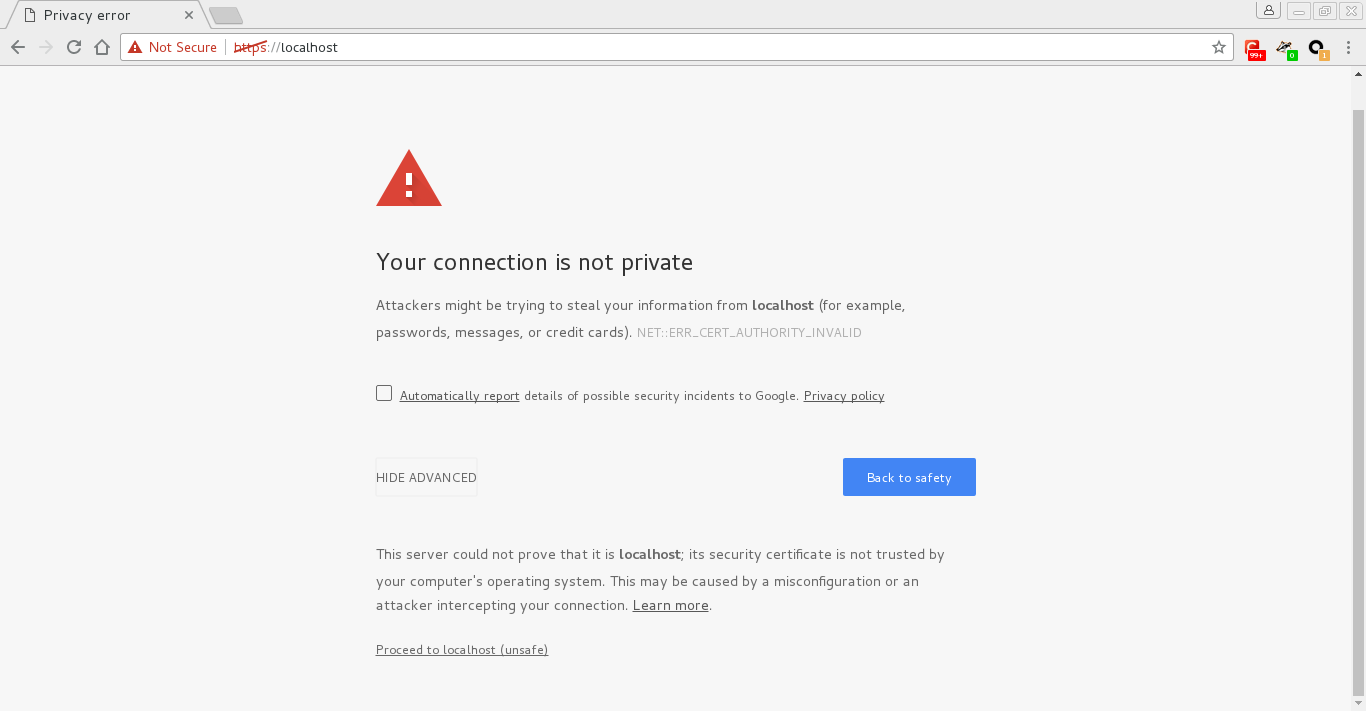 Privacy error
Not Secure https://localhost
99+ 0 1
Your connection is not private
Attackers might be trying to steal your information from localhost (for example,
passwords, messages, or credit cards). NET::ERR_CERT_AUTHORITY_INVALID
Automatically report details of possible security incidents to Google. Privacy policy
HIDE ADVANCED
Back to safety
This server could not prove that it is localhost; its security certificate is not trusted by
your computer's operating system. This may be caused by a misconfiguration or an
attacker intercepting your connection. Learn more.
Proceed to localhost (unsafe)